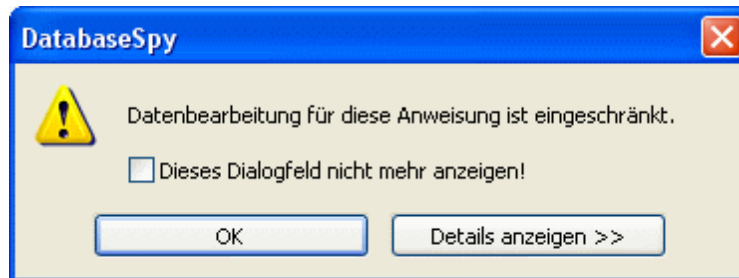 DatabaseSpy
Datenbearbeitung für diese Anweisung ist eingeschränkt.
Dieses Dialogfeld nicht mehr anzeigen!
OK
Details anzeigen >>